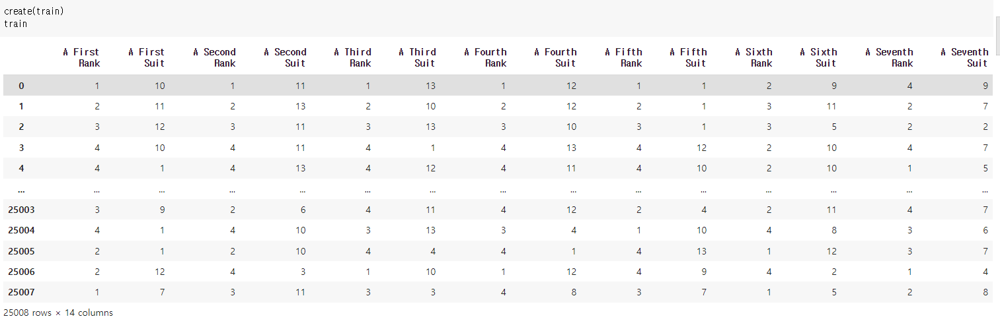 create(train)
train
A First Rank A First Suit A Second Rank A Second Suit A Third Rank A Third Suit A Fourth Rank A Fourth Suit A Fifth Rank A Fifth Suit A Sixth Rank A Sixth Suit A Seventh Rank A Seventh Suit
0 1 10 1 11 1 13 1 12 1 1 2 9 4 9
1 2 11 2 13 2 10 2 12 2 1 3 11 2 7
2 3 12 3 11 3 13 3 10 3 1 3 5 2 2
3 4 10 4 11 4 1 4 13 4 12 2 10 4 7
4 4 1 4 13 4 12 4 11 4 10 2 10 1 5
... ... ... ... ... ... ... ... ... ... ... ... ... ... ...
25003 3 9 2 6 4 11 4 12 2 4 2 11 4 7
25004 4 1 4 10 3 13 3 4 1 10 4 8 3 6
25005 2 1 2 10 4 4 4 1 4 13 1 12 3 7
25006 2 12 4 3 1 10 1 12 4 9 4 2 1 4
25007 1 7 3 11 3 3 4 8 3 7 1 5 2 8
25008 rows × 14 columns